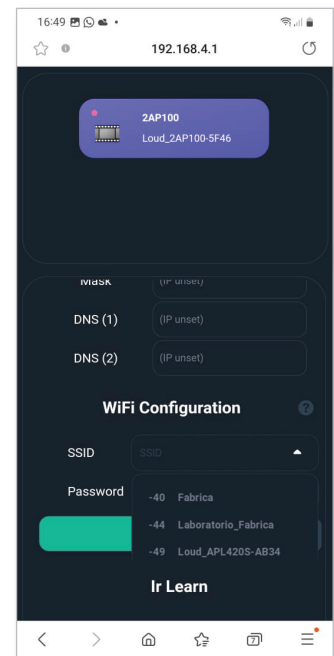 16:49
192.168.4.1
2AP100
Loud_2AP100-5F46
Mask (IP unset)
DNS (1) (IP unset)
DNS (2) (IP unset)
WiFi Configuration ?
SSID SSID
Password
-40 Fabrica
-44 Laboratorio_Fabrica
-49 Loud_APL420S-AB34
Ir Learn
7